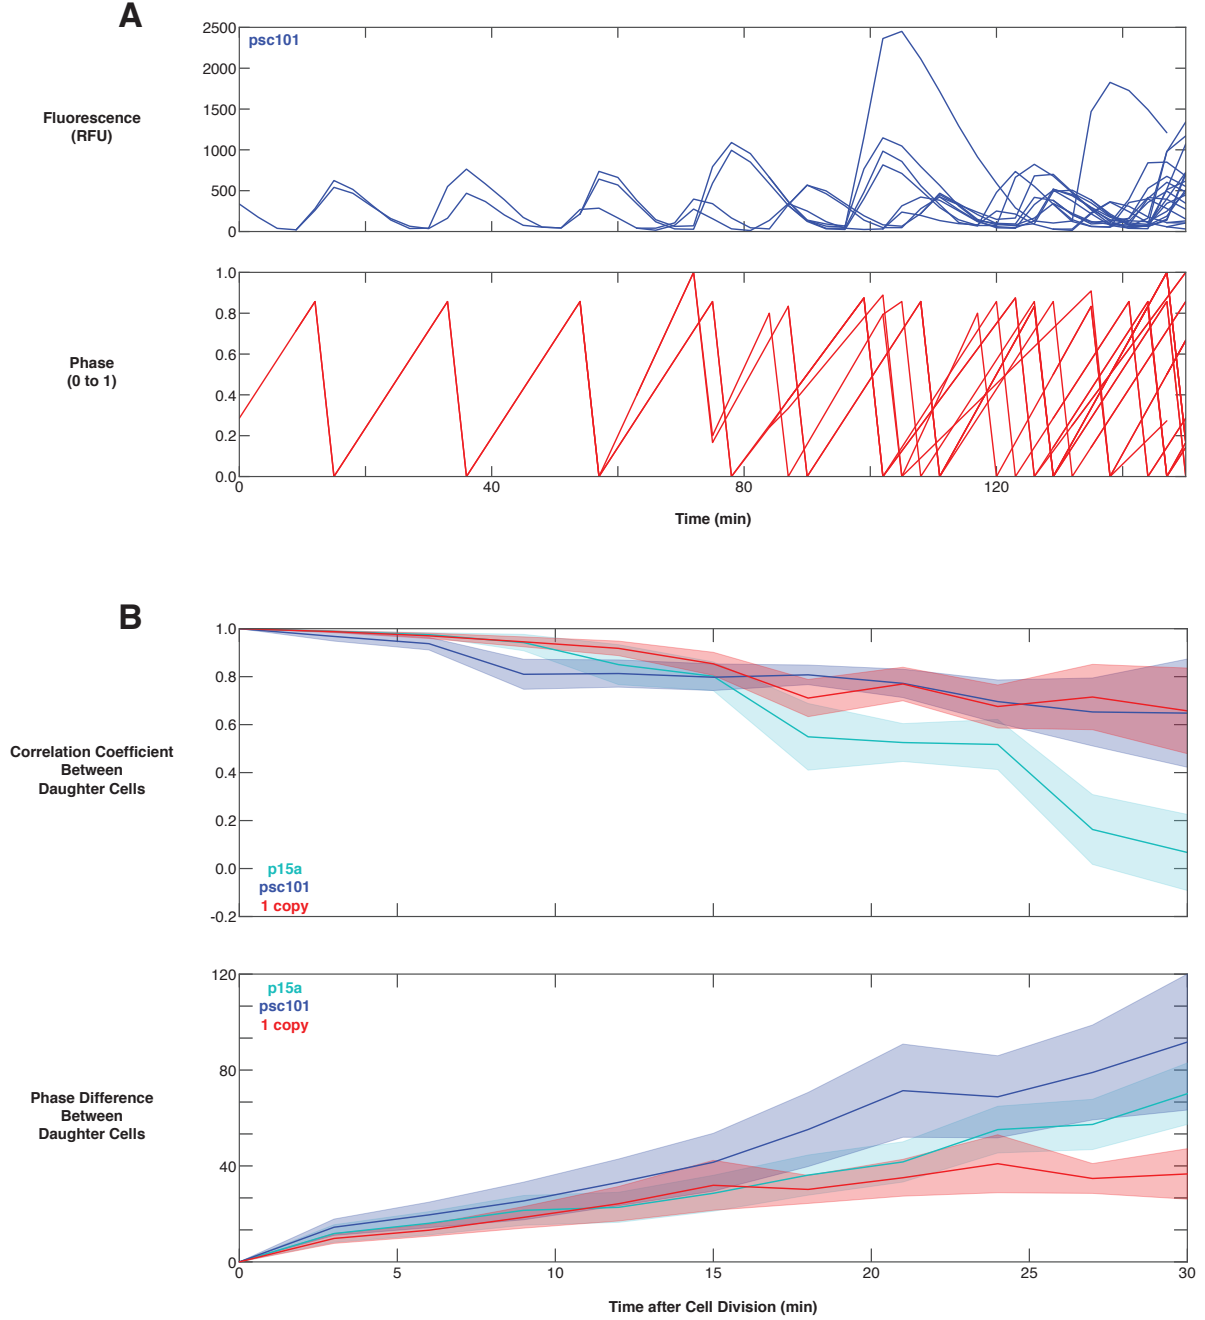 A
2500
psc101
2000
Fluorescence
(RFU)
1500
1000
500
0
1.0
0.8
Phase
(0 to 1)
0.6
0.4
0.2
0.0
0
40
80
120
Time (min)
B
1.0
0.8
0.6
Correlation Coefficient
Between
Daughter Cells
0.4
0.2
0.0
-0.2
p15a
psc101
1 copy
120
p15a
psc101
1 copy
80
Phase Difference
Between
Daughter Cells
40
0
0
5
10
15
20
25
30
Time after Cell Division (min)